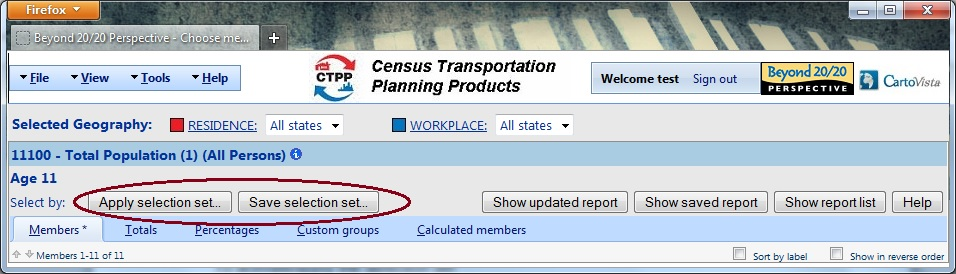 Firefox
Beyond 20/20 Perspective - Choose me... +
File View Tools Help
CTPP
Census Transportation
Planning Products
Welcome test Sign out
Beyond 20/20
PERSPECTIVE
CartoVista
Selected Geography: RESIDENCE: All states WORKPLACE: All states
11100 - Total Population (1) (All Persons) i
Age 11
Select by: Apply selection set... Save selection set... Show updated report Show saved report Show report list Help
Members * Totals Percentages Custom groups Calculated members
Members 1-11 of 11 Sort by label Show in reverse order